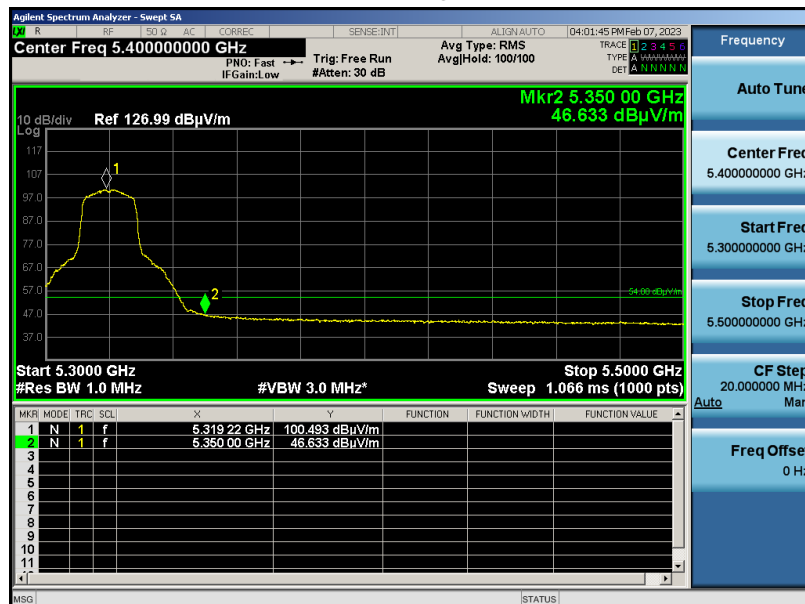 Agilent Spectrum Analyzer - Swept SA
LXI R RF 50 Ω AC CORREC SENSE:INT ALIGN AUTO 04:01:45 PM Feb 07, 2023
Center Freq 5.400000000 GHz
PNO: Fast
IFGain:Low
Trig: Free Run
#Atten: 30 dB
Avg Type: RMS
Avg|Hold: 100/100
TRACE 1 2 3 4 5 6
TYPE A WWWWW
DET A N N N N N
Mkr2 5.350 00 GHz
46.633 dBµV/m
10 dB/div Ref 126.99 dBµV/m
Log
117
107
97.0
87.0
77.0
67.0
57.0
47.0
37.0
1
2
54.00 dBµV/m
Start 5.3000 GHz Stop 5.5000 GHz
#Res BW 1.0 MHz #VBW 3.0 MHz* Sweep 1.066 ms (1000 pts)
MKR MODE TRC SCL X Y FUNCTION FUNCTION WIDTH FUNCTION VALUE
1 N 1 f 5.319 22 GHz 100.493 dBµV/m
2 N 1 f 5.350 00 GHz 46.633 dBµV/m
3
4
5
6
7
8
9
10
11
MSG STATUS
Frequency
Auto Tune
Center Freq
5.400000000 GHz
Start Freq
5.300000000 GHz
Stop Freq
5.500000000 GHz
CF Step
20.000000 MHz
Auto Man
Freq Offset
0 Hz